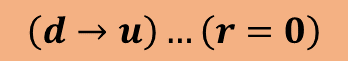 (d → u) ... (r = 0)